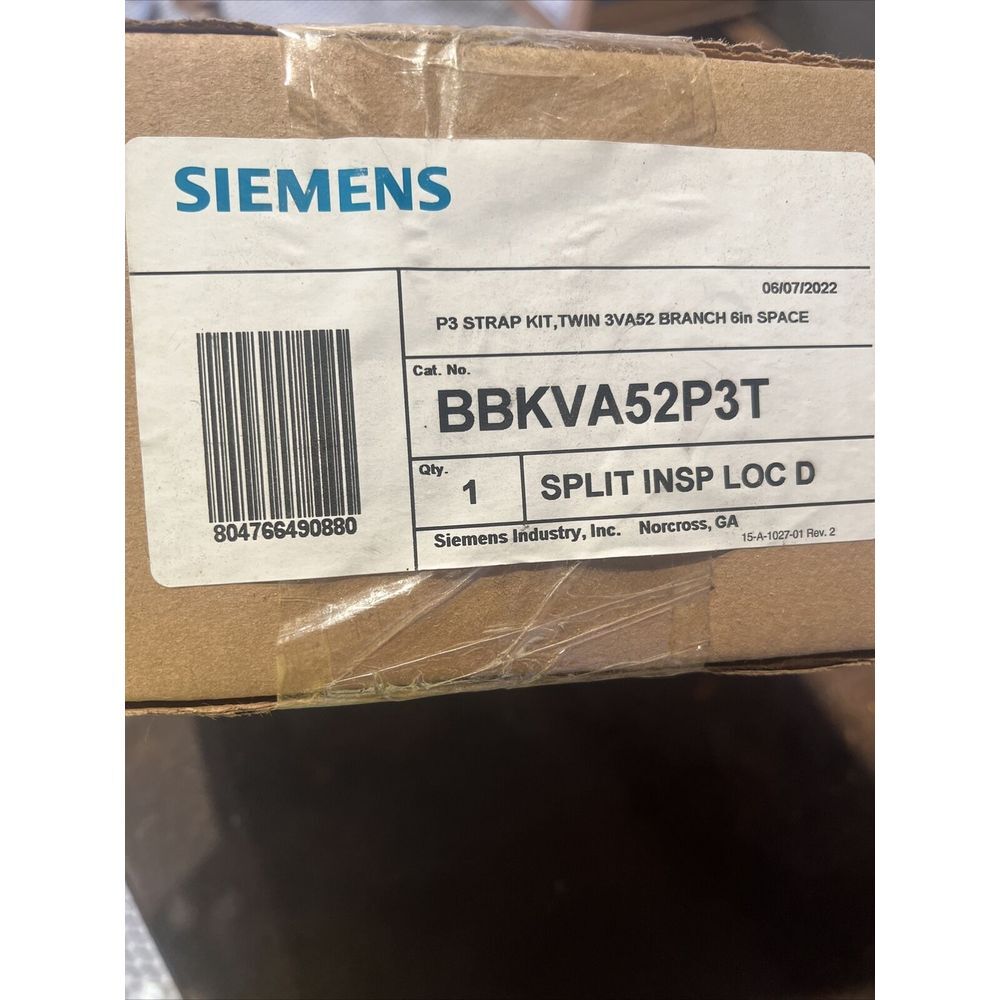 SIEMENS
06/07/2022
P3 STRAP KIT,TWIN 3VA52 BRANCH 6in SPACE
Cat. No.
BBKVA52P3T
Qty.
1
SPLIT INSP LOC D
804766490880
Siemens Industry, Inc. Norcross, GA
15-A-1027-01 Rev. 2